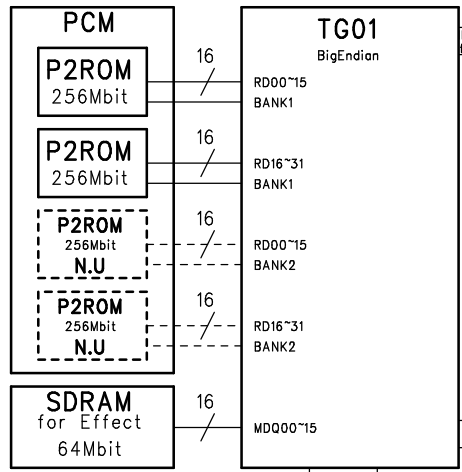 PCM
P2ROM
256Mbit
P2ROM
256Mbit
P2ROM
256Mbit
N.U
P2ROM
256Mbit
N.U
SDRAM
for Effect
64Mbit
16
16
16
16
16
TG01
BigEndian
RD00~15
BANK1
RD16~31
BANK1
RD00~15
BANK2
RD16~31
BANK2
MDQ00~15